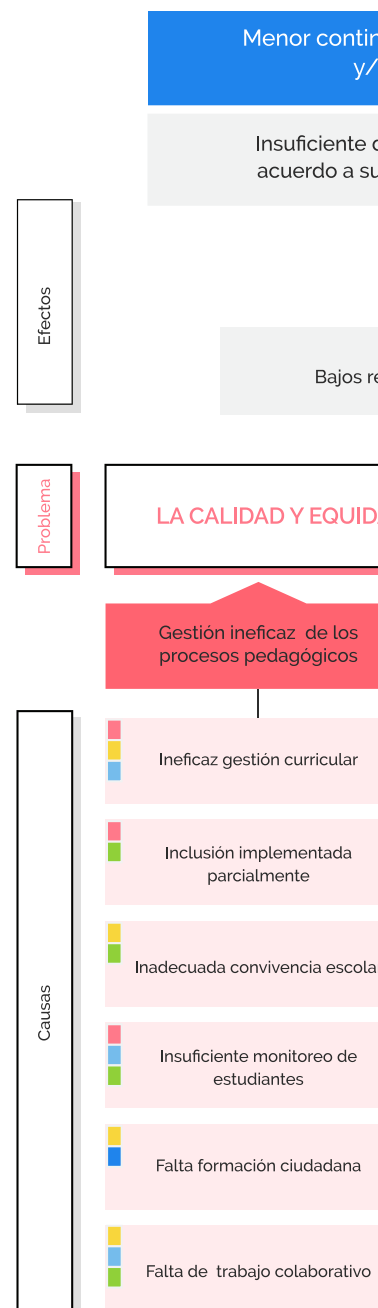 Menor contin
y/
Insuficiente
acuerdo a su
Efectos
Bajos re
Problema
LA CALIDAD Y EQUID
Gestión ineficaz de los
procesos pedagógicos
Ineficaz gestión curricular
Inclusión implementada
parcialmente
Inadecuada convivencia escola
Causas
Insuficiente monitoreo de
estudiantes
Falta formación ciudadana
Falta de trabajo colaborativo